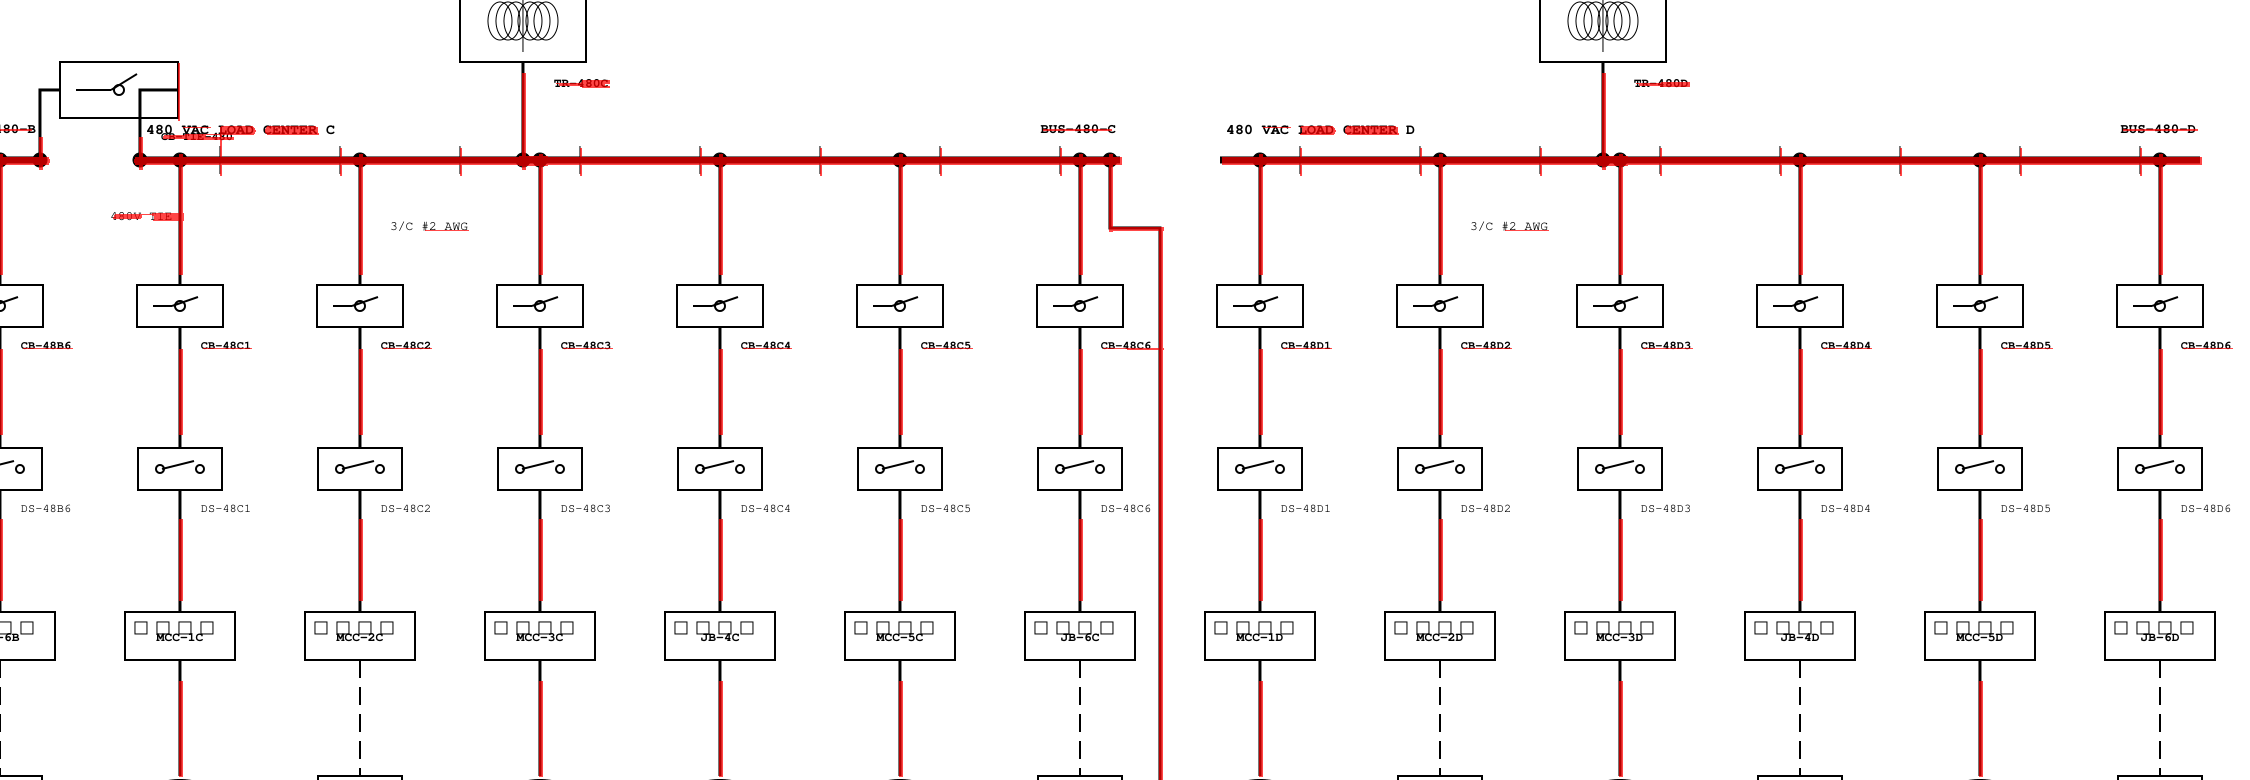 TR-480C
TR-480D
480-B
480 VAC LOAD CENTER C
BUS-480-C
480 VAC LOAD CENTER D
BUS-480-D
CB-TIE-480
480V TIE
3/C #2 AWG
3/C #2 AWG
CB-48B6
CB-48C1
CB-48C2
CB-48C3
CB-48C4
CB-48C5
CB-48C6
CB-48D1
CB-48D2
CB-48D3
CB-48D4
CB-48D5
CB-48D6
DS-48B6
DS-48C1
DS-48C2
DS-48C3
DS-48C4
DS-48C5
DS-48C6
DS-48D1
DS-48D2
DS-48D3
DS-48D4
DS-48D5
DS-48D6
-6B
MCC-1C
MCC-2C
MCC-3C
JB-4C
MCC-5C
JB-6C
MCC-1D
MCC-2D
MCC-3D
JB-4D
MCC-5D
JB-6D